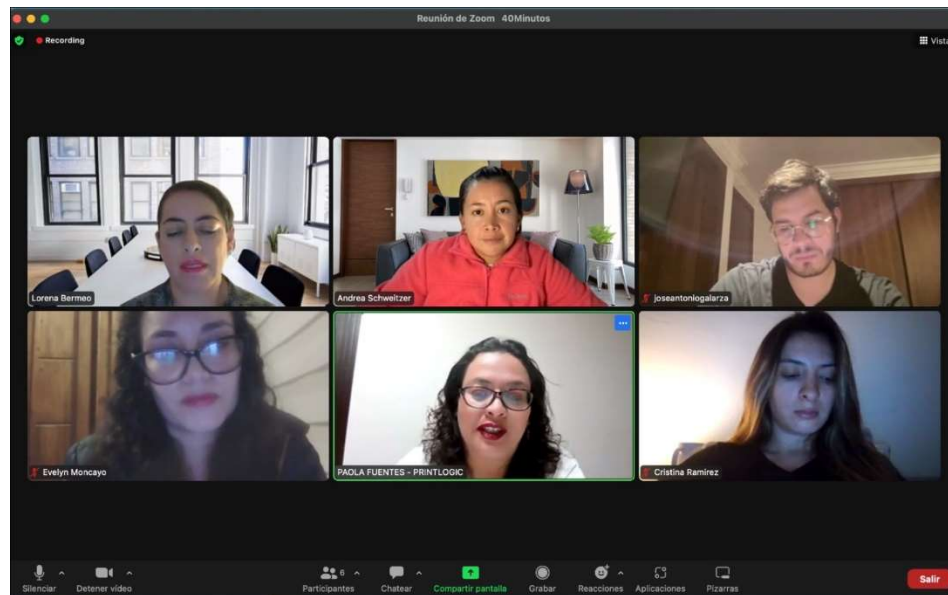 Reunión de Zoom 40Minutos
Recording
Vista
Lorena Bermeo
Andrea Schweitzer
joseantoniogalarza
Evelyn Moncayo
PAOLA FUENTES - PRINTLOGIC
Cristina Ramirez
Silenciar
Detener vídeo
6
Participantes
Chatear
Compartir pantalla
Grabar
Reacciones
Aplicaciones
Pizarras
Salir